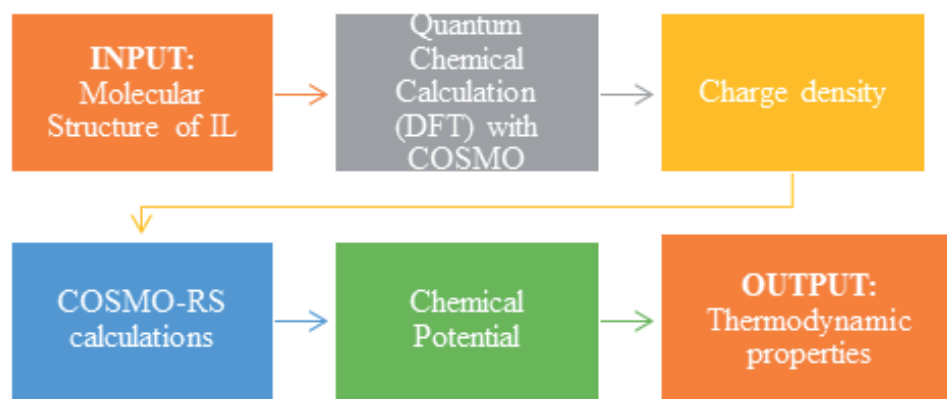 INPUT:
Molecular
Structure of IL
Quantum
Chemical
Calculation
(DFT) with
COSMO
Charge density
COSMO-RS
calculations
Chemical
Potential
OUTPUT:
Thermodynamic
properties